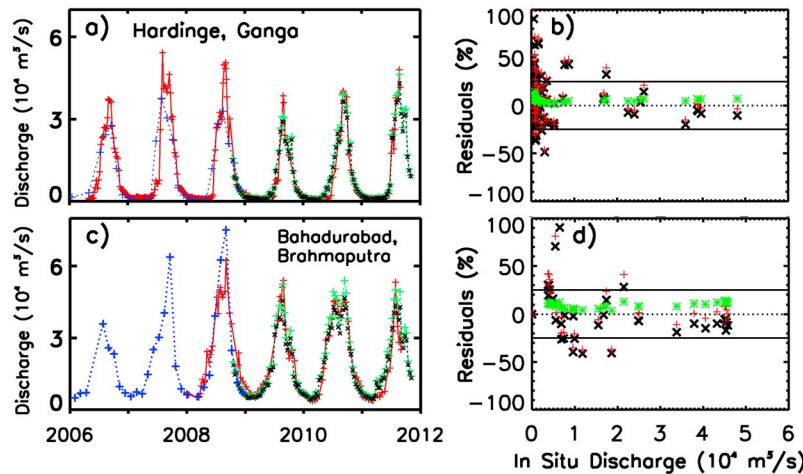 a) Hardinge, Ganga
Discharge (10⁴ m³/s)
6
3
0
b)
Residuals (%)
100
50
0
−50
−100
c) Bahadurabad,
Brahmaputra
Discharge (10⁴ m³/s)
6
3
0
2006 2008 2010 2012
d)
Residuals (%)
100
50
0
−50
−100
0 1 2 3 4 5 6
In Situ Discharge (10⁴ m³/s)